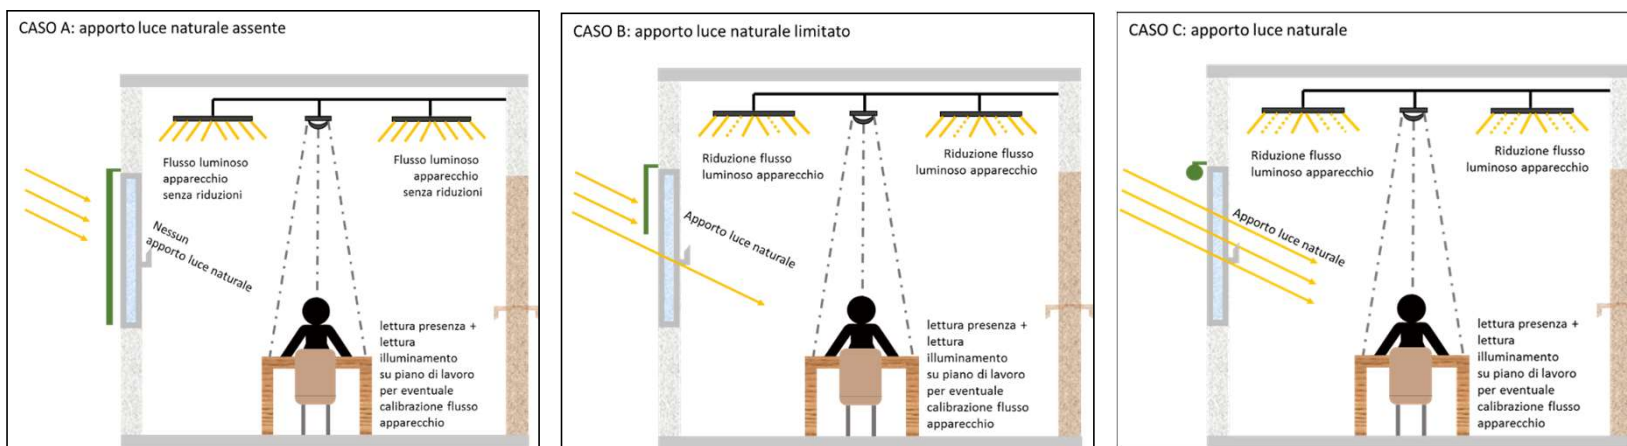 CASO A: apporto luce naturale assente
Flusso luminoso
apparecchio
senza riduzioni
Flusso luminoso
apparecchio
senza riduzioni
Nessun
apporto luce naturale
lettura presenza +
lettura
illuminamento
su piano di lavoro
per eventuale
calibrazione flusso
apparecchio
CASO B: apporto luce naturale limitato
Riduzione flusso
luminoso apparecchio
Riduzione flusso
luminoso apparecchio
Apporto luce naturale
lettura presenza +
lettura
illuminamento
su piano di lavoro
per eventuale
calibrazione flusso
apparecchio
CASO C: apporto luce naturale
Riduzione flusso
luminoso apparecchio
Riduzione flusso
luminoso apparecchio
Apporto luce naturale
lettura presenza +
lettura
illuminamento
su piano di lavoro
per eventuale
calibrazione flusso
apparecchio